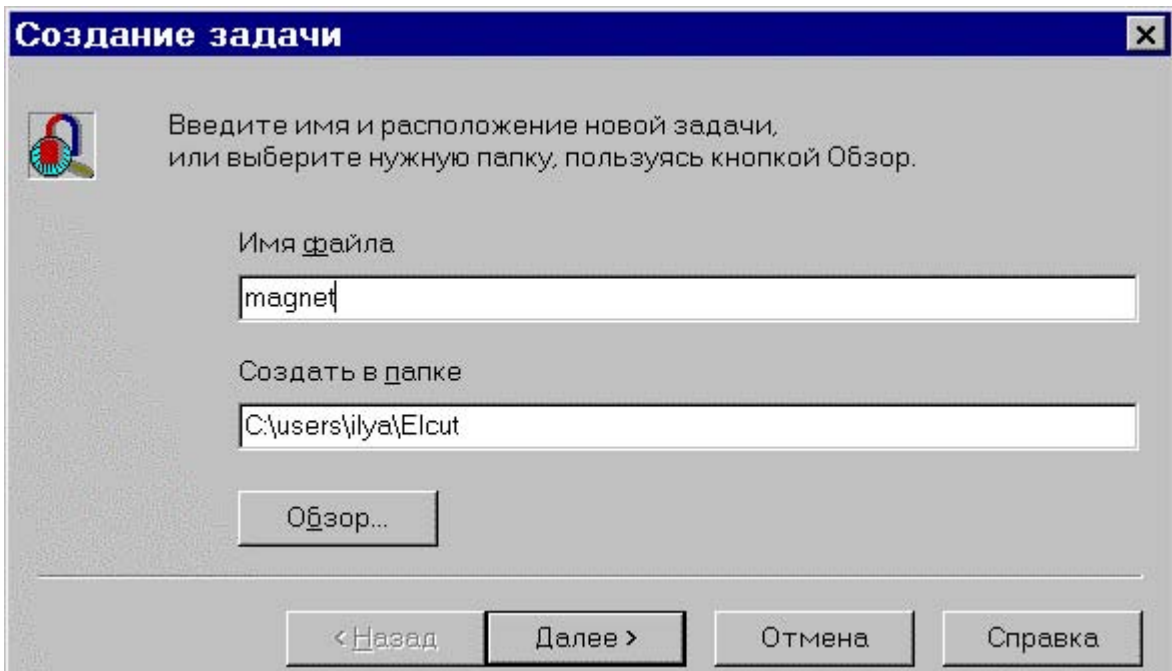 Создание задачи
Введите имя и расположение новой задачи,
или выберите нужную папку, пользуясь кнопкой Обзор.
Имя файла
magnet
Создать в папке
C:\users\ilya\Elcut
Обзор...
< Назад Далее > Отмена Справка